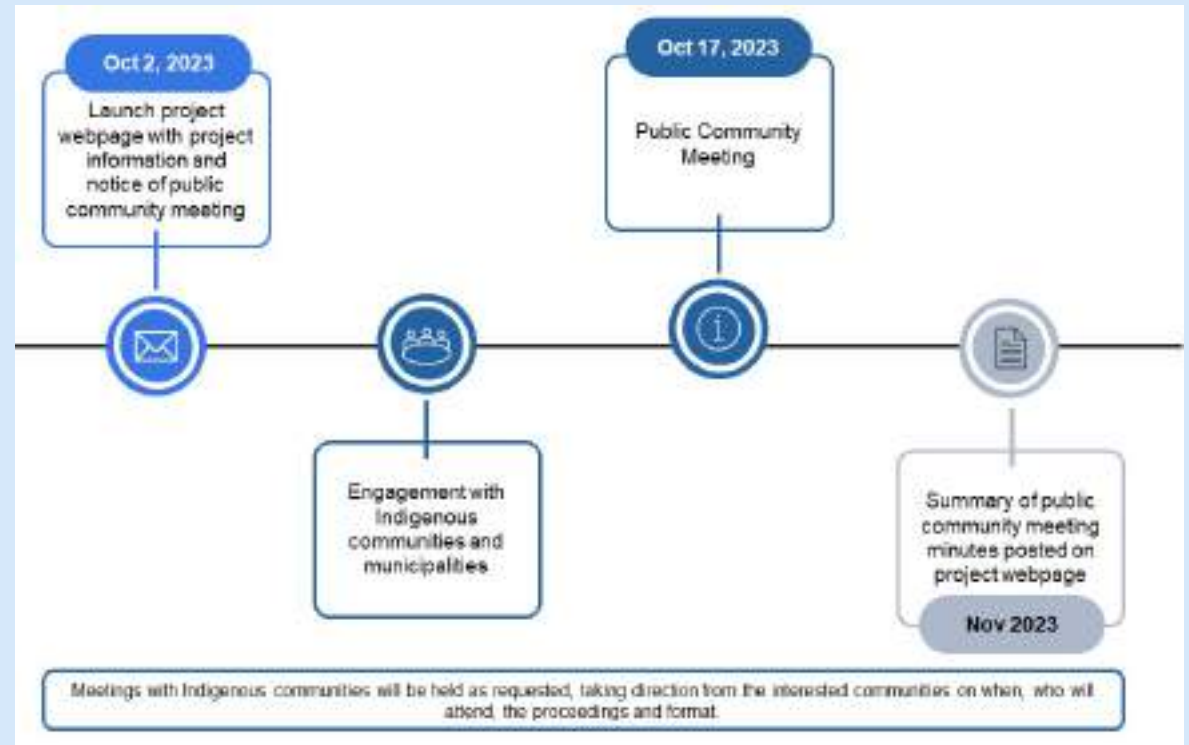 Oct 2, 2023
Launch project
webpage with project
information and
notice of public
community meeting
Engagement with
Indigenous
communities and
municipalities
Oct 17, 2023
Public Community
Meeting
Summary of public
community meeting
minutes posted on
project webpage
Nov 2023
Meetings with Indigenous communities will be held as requested, taking direction from the interested communities on when, who will
attend, the proceedings and format.